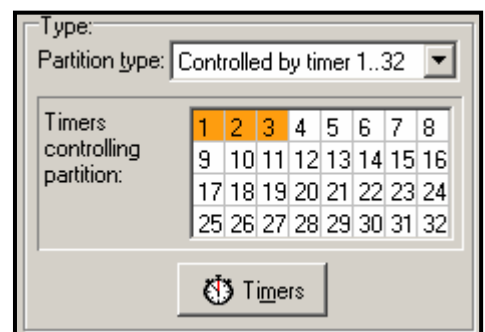 Type:
Partition type: Controlled by timer 1..32
Timers controlling partition:
1 2 3 4 5 6 7 8
9 10 11 12 13 14 15 16
17 18 19 20 21 22 23 24
25 26 27 28 29 30 31 32
Timers